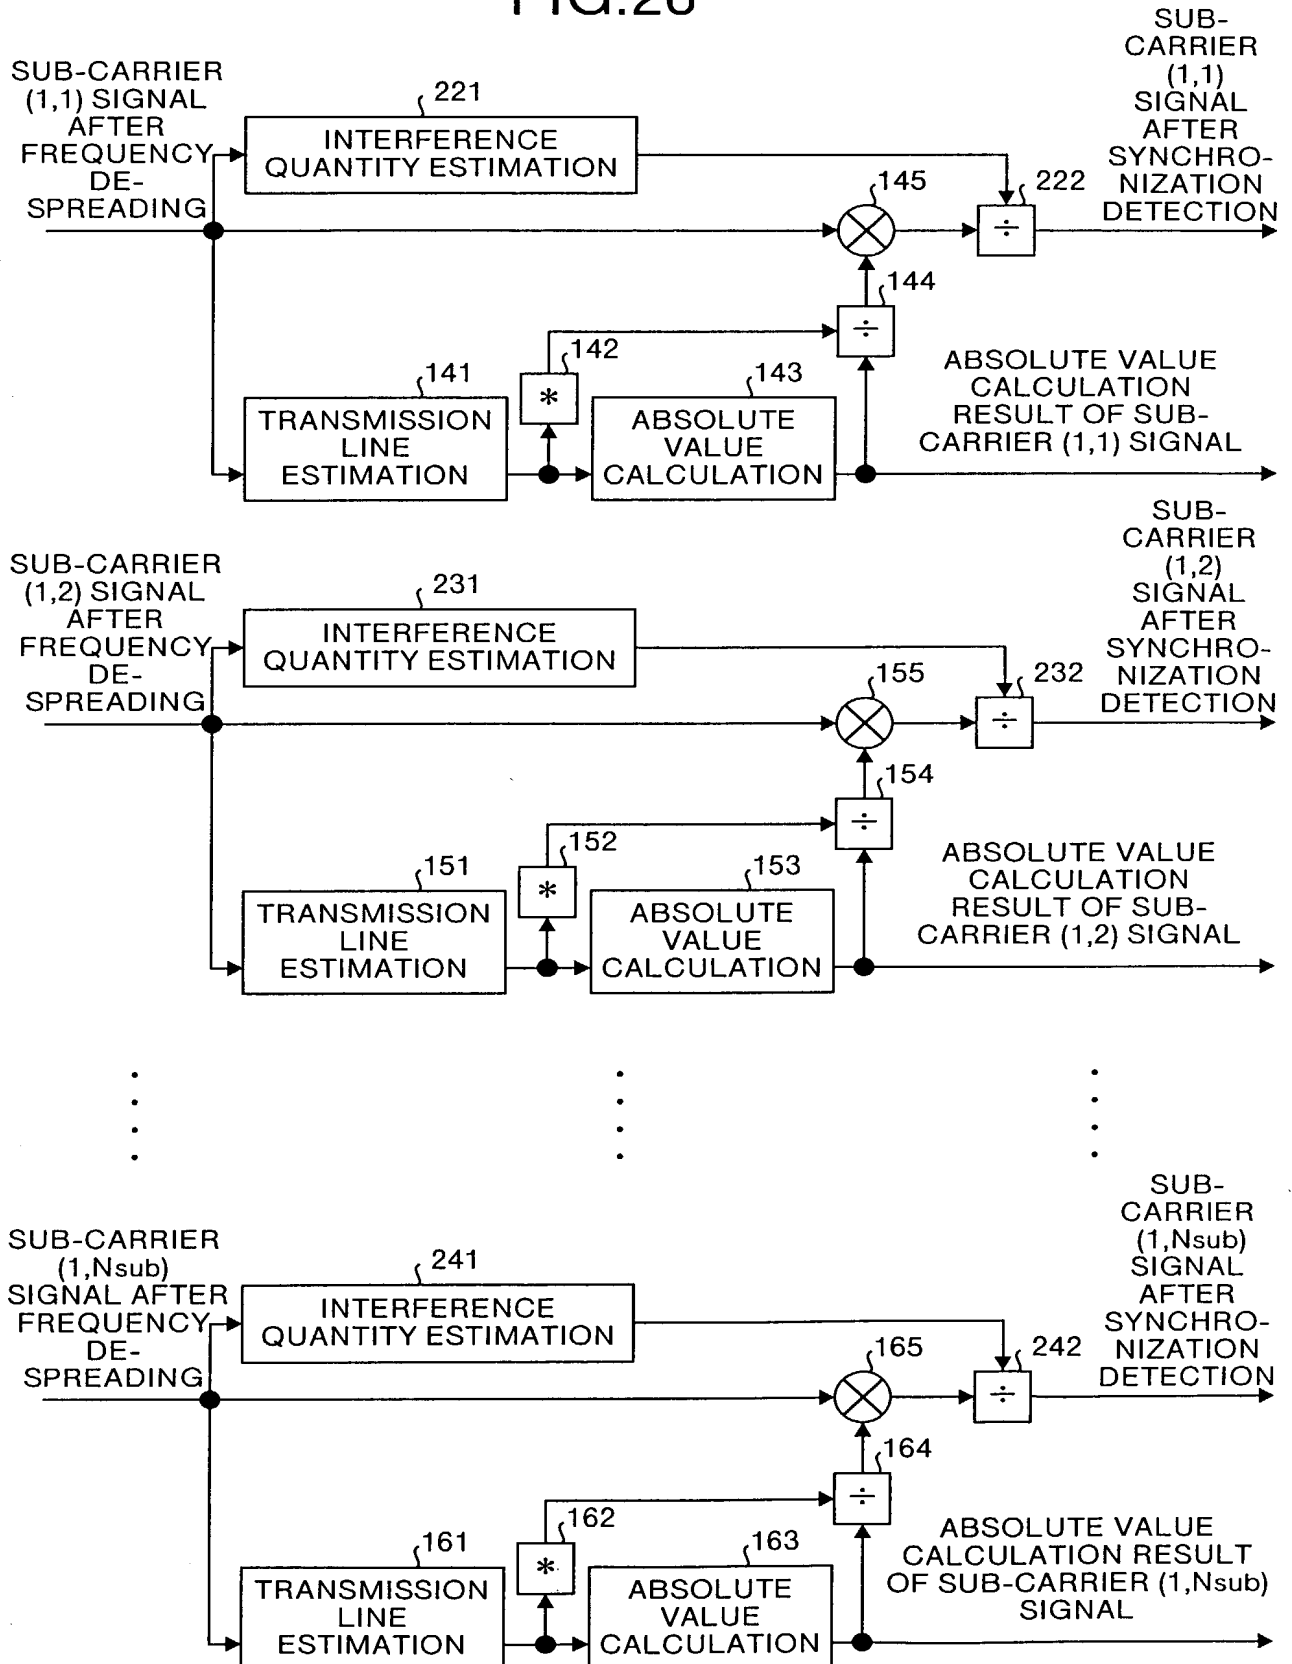 FIG.26
SUB-CARRIER
(1,1) SIGNAL
AFTER
FREQUENCY
DE-
SPREADING
221
INTERFERENCE
QUANTITY ESTIMATION
145
÷
222
SUB-
CARRIER
(1,1)
SIGNAL
AFTER
SYNCHRO-
NIZATION
DETECTION
÷
144
141
TRANSMISSION
LINE
ESTIMATION
*
142
143
ABSOLUTE
VALUE
CALCULATION
ABSOLUTE VALUE
CALCULATION
RESULT OF SUB-
CARRIER (1,1) SIGNAL
SUB-CARRIER
(1,2) SIGNAL
AFTER
FREQUENCY
DE-
SPREADING
231
INTERFERENCE
QUANTITY ESTIMATION
155
÷
232
SUB-
CARRIER
(1,2)
SIGNAL
AFTER
SYNCHRO-
NIZATION
DETECTION
÷
154
151
TRANSMISSION
LINE
ESTIMATION
*
152
153
ABSOLUTE
VALUE
CALCULATION
ABSOLUTE VALUE
CALCULATION
RESULT OF SUB-
CARRIER (1,2) SIGNAL
SUB-CARRIER
(1,Nsub)
SIGNAL AFTER
FREQUENCY
DE-
SPREADING
241
INTERFERENCE
QUANTITY ESTIMATION
165
÷
242
SUB-
CARRIER
(1,Nsub)
SIGNAL
AFTER
SYNCHRO-
NIZATION
DETECTION
÷
164
161
TRANSMISSION
LINE
ESTIMATION
*
162
163
ABSOLUTE
VALUE
CALCULATION
ABSOLUTE VALUE
CALCULATION RESULT
OF SUB-CARRIER (1,Nsub)
SIGNAL